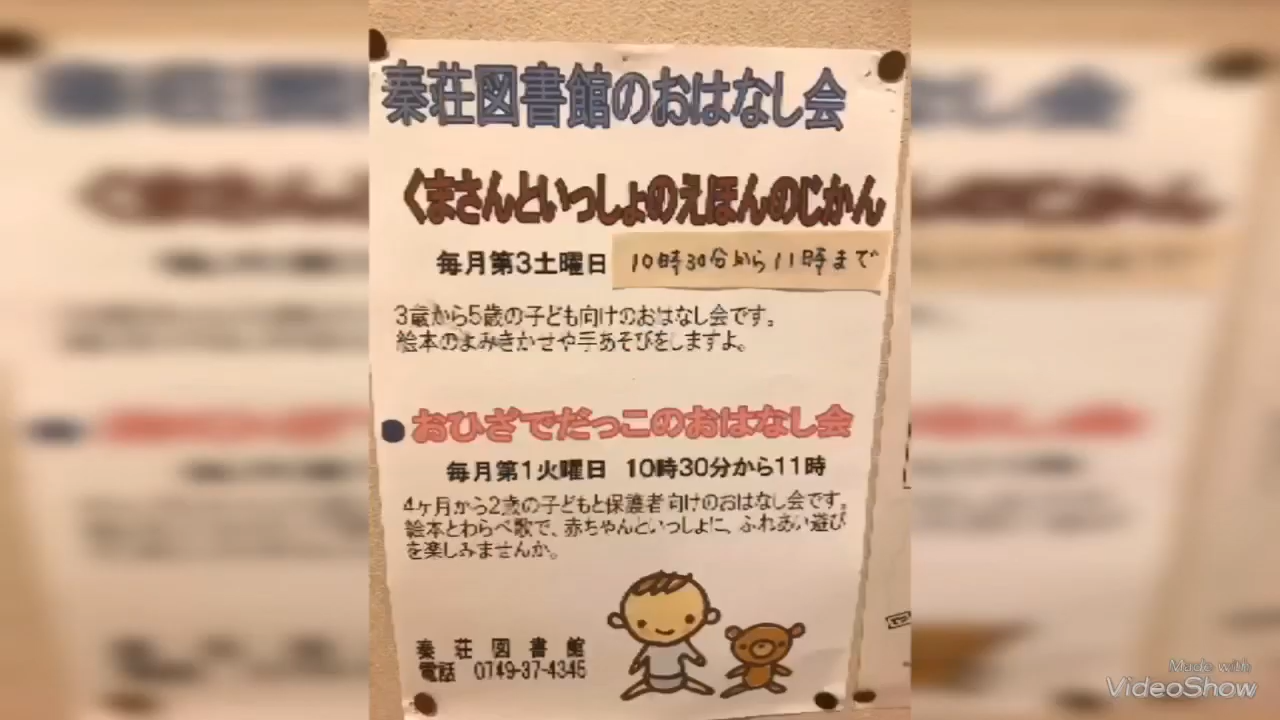 秦荘図書館のおはなし会
くまさんといっしょのえほんのじかん
毎月第3土曜日 10時30分から11時まで
3歳から5歳の子ども向けのおはなし会です。
絵本のよみきかせや手あそびをしますよ。
おひざでだっこのおはなし会
毎月第1火曜日 10時30分から11時
4ヶ月から2歳の子どもと保護者向けのおはなし会です。
絵本とわらべ歌で、赤ちゃんといっしょに、ふれあい遊び
を楽しみませんか。
秦荘図書館
電話 0749-37-4345
Made with
VideoShow